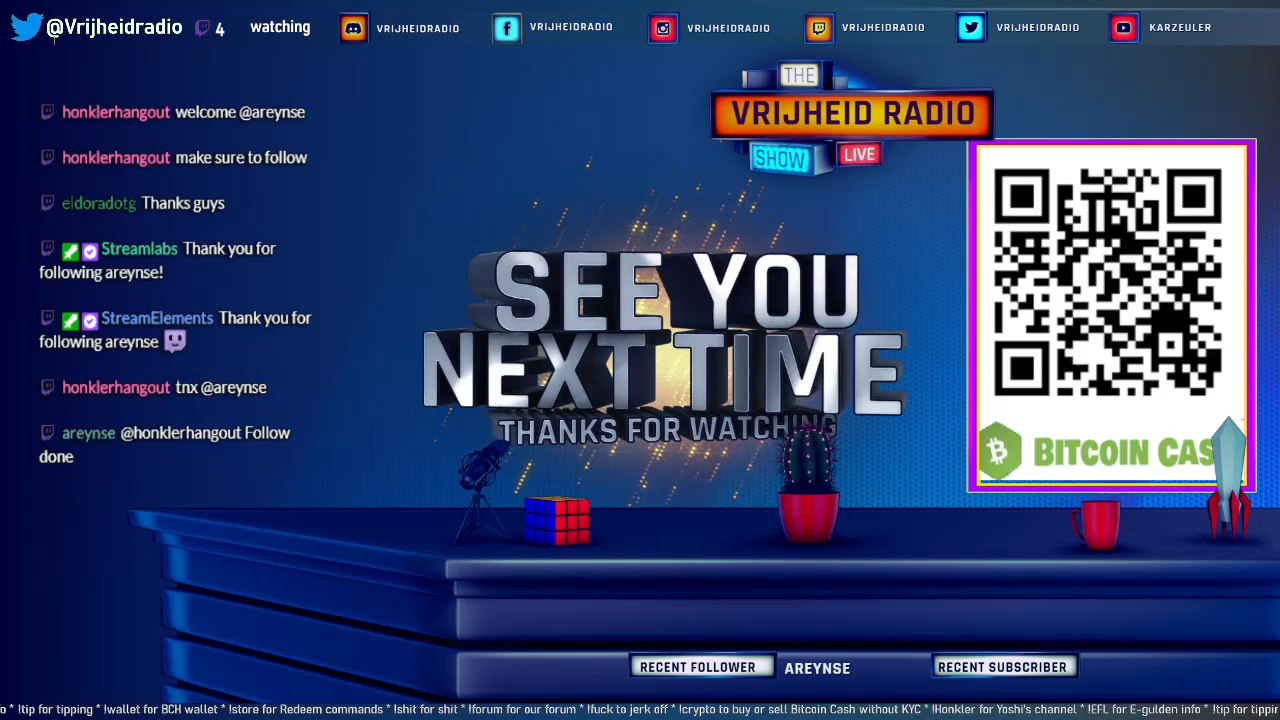 @Vrijheidradio 4 watching VRIJHEIDRADIO VRIJHEIDRADIO VRIJHEIDRADIO VRIJHEIDRADIO VRIJHEIDRADIO KARZEULER
THE
VRIJHEID RADIO
SHOW LIVE
honklerhangout welcome @areynse
honklerhangout make sure to follow
eldoradotg Thanks guys
Streamlabs Thank you for
following areynse!
StreamElements Thank you for
following areynse
honklerhangout tnx @areynse
areynse @honklerhangout Follow
done
SEE YOU
NEXT TIME
THANKS FOR WATCHING
BITCOIN CAS
RECENT FOLLOWER AREYNSE RECENT SUBSCRIBER
o * !tip for tipping * !wallet for BCH wallet * !store for Redeem commands * !shit for shit * !forum for our forum * !fuck to jerk off * !crypto to buy or sell Bitcoin Cash without KYC * !Honkler for Yoshi's channel * !EFL for E-gulden info * !tip for tippir